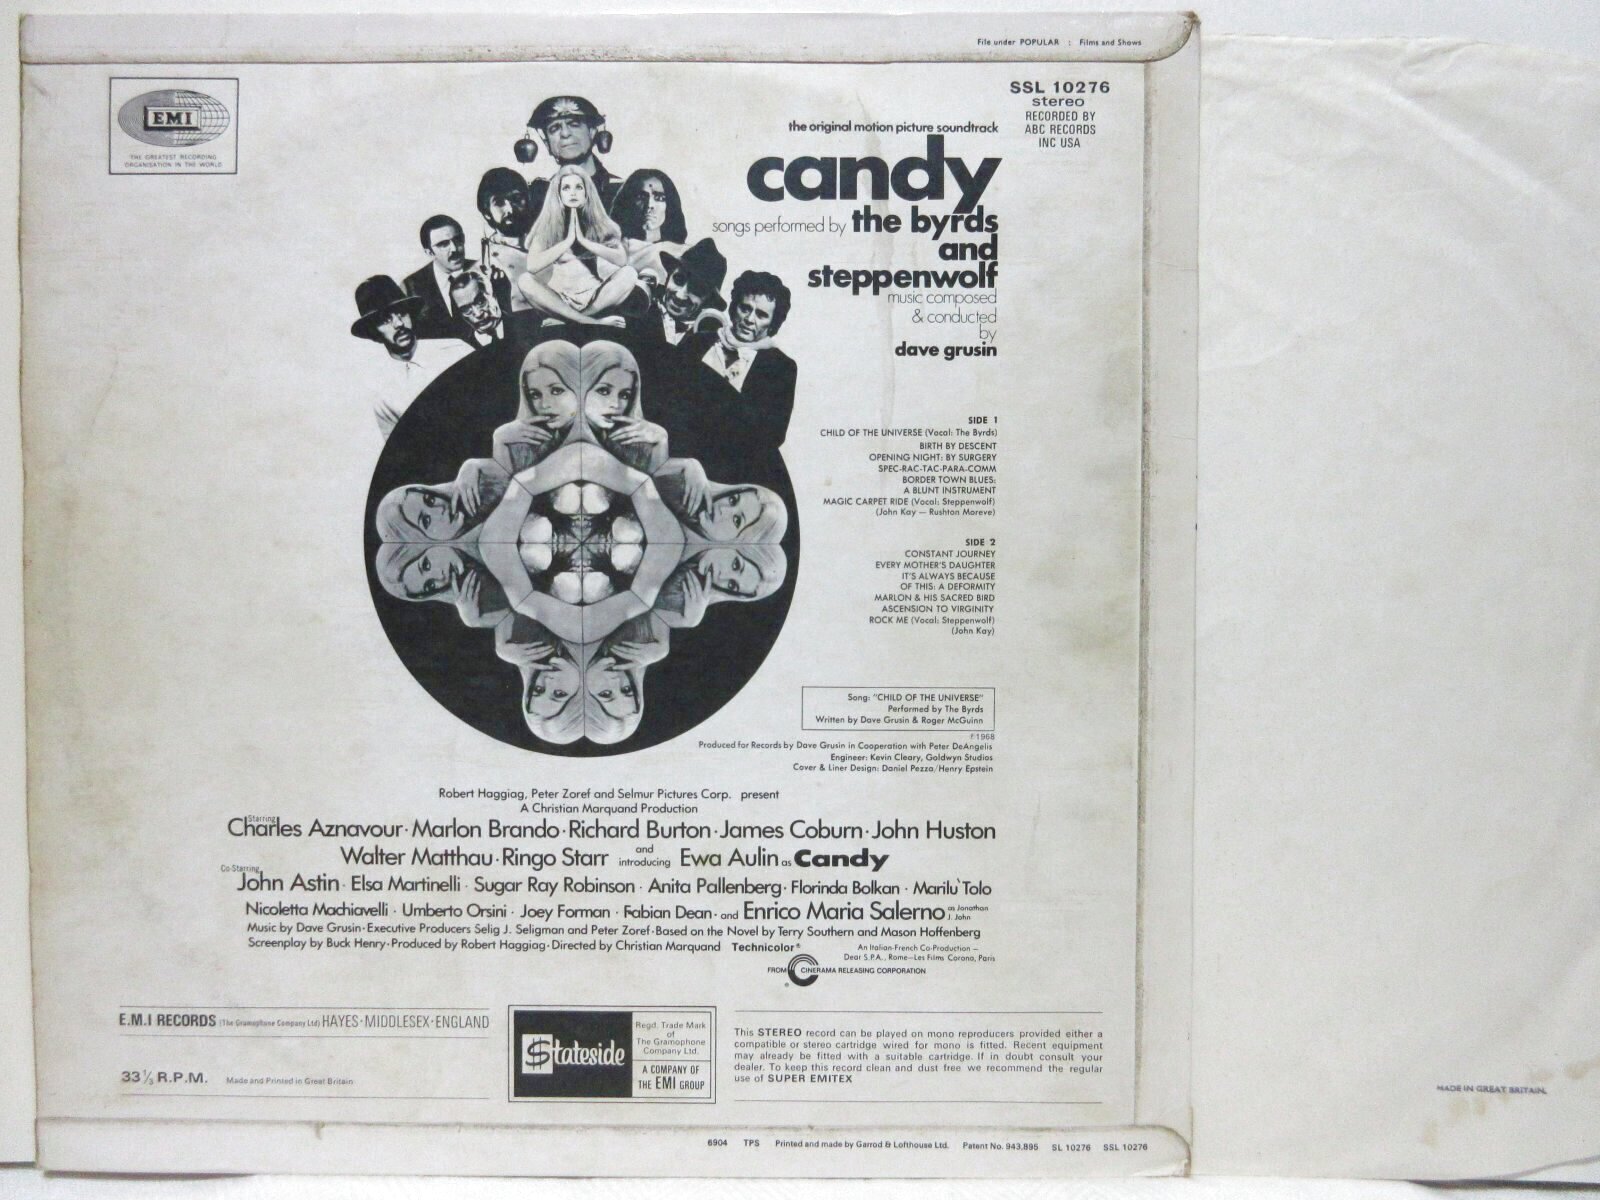 File under POPULAR : Films and Shows
EMI
THE GREATEST RECORDING
ORGANISATION IN THE WORLD
SSL 10276
stereo
RECORDED BY
ABC RECORDS
INC USA
the original motion picture soundtrack
candy
songs performed by the byrds
and
steppenwolf
music composed
& conducted
by
dave grusin
SIDE 1
CHILD OF THE UNIVERSE (Vocal: The Byrds)
BIRTH BY DESCENT
OPENING NIGHT: BY SURGERY
SPEC-RAC-TAC-PARA-COMM
BORDER TOWN BLUES:
A BLUNT INSTRUMENT
MAGIC CARPET RIDE (Vocal: Steppenwolf)
(John Kay — Rushton Moreve)
SIDE 2
CONSTANT JOURNEY
EVERY MOTHER'S DAUGHTER
IT'S ALWAYS BECAUSE
OF THIS: A DEFORMITY
MARLON & HIS SACRED BIRD
ASCENSION TO VIRGINITY
ROCK ME (Vocal: Steppenwolf)
(John Kay)
Song: "CHILD OF THE UNIVERSE"
Performed by The Byrds
Written by Dave Grusin & Roger McGuinn
1968
Produced for Records by Dave Grusin in Cooperation with Peter DeAngelis
Engineer: Kevin Cleary, Goldwyn Studios
Cover & Liner Design: Daniel Pezza/Henry Epstein
Robert Haggiag, Peter Zoref and Selmur Pictures Corp. present
A Christian Marquand Production
Starring
Charles Aznavour · Marlon Brando · Richard Burton · James Coburn · John Huston
Walter Matthau · Ringo Starr and introducing Ewa Aulin as Candy
Co-Starring
John Astin · Elsa Martinelli · Sugar Ray Robinson · Anita Pallenberg · Florinda Bolkan · Marilu` Tolo
Nicoletta Machiavelli · Umberto Orsini · Joey Forman · Fabian Dean · and Enrico Maria Salerno as Jonathan J. John
Music by Dave Grusin · Executive Producers Selig J. Seligman and Peter Zoref · Based on the Novel by Terry Southern and Mason Hoffenberg
Screenplay by Buck Henry · Produced by Robert Haggiag · Directed by Christian Marquand Technicolor®
An Italian-French Co-Production —
Dear S.P.A., Rome—Les Films Corona, Paris
FROM CINERAMA RELEASING CORPORATION
E.M.I RECORDS (The Gramophone Company Ltd) HAYES · MIDDLESEX · ENGLAND
33 1/3 R.P.M. Made and Printed in Great Britain
Stateside
Regd. Trade Mark
of
The Gramophone
Company Ltd.
A COMPANY OF
THE EMI GROUP
This STEREO record can be played on mono reproducers provided either a
compatible or stereo cartridge wired for mono is fitted. Recent equipment
may already be fitted with a suitable cartridge. If in doubt consult your
dealer. To keep this record clean and dust free we recommend the regular
use of SUPER EMITEX
6904 TPS Printed and made by Garrod & Lofthouse Ltd. Patent No. 943,895 SL 10276 SSL 10276
MADE IN GREAT BRITAIN.